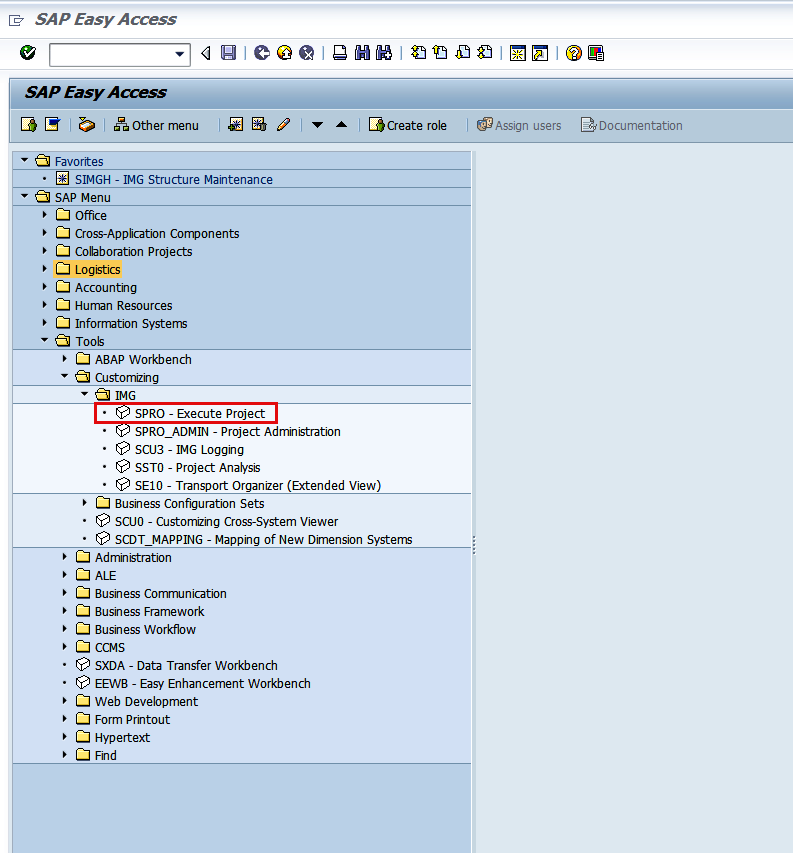 SAP Easy Access
SAP Easy Access
Other menu Create role Assign users Documentation
Favorites
SIMGH - IMG Structure Maintenance
SAP Menu
Office
Cross-Application Components
Collaboration Projects
Logistics
Accounting
Human Resources
Information Systems
Tools
ABAP Workbench
Customizing
IMG
SPRO - Execute Project
SPRO_ADMIN - Project Administration
SCU3 - IMG Logging
SST0 - Project Analysis
SE10 - Transport Organizer (Extended View)
Business Configuration Sets
SCU0 - Customizing Cross-System Viewer
SCDT_MAPPING - Mapping of New Dimension Systems
Administration
ALE
Business Communication
Business Framework
Business Workflow
CCMS
SXDA - Data Transfer Workbench
EEWB - Easy Enhancement Workbench
Web Development
Form Printout
Hypertext
Find